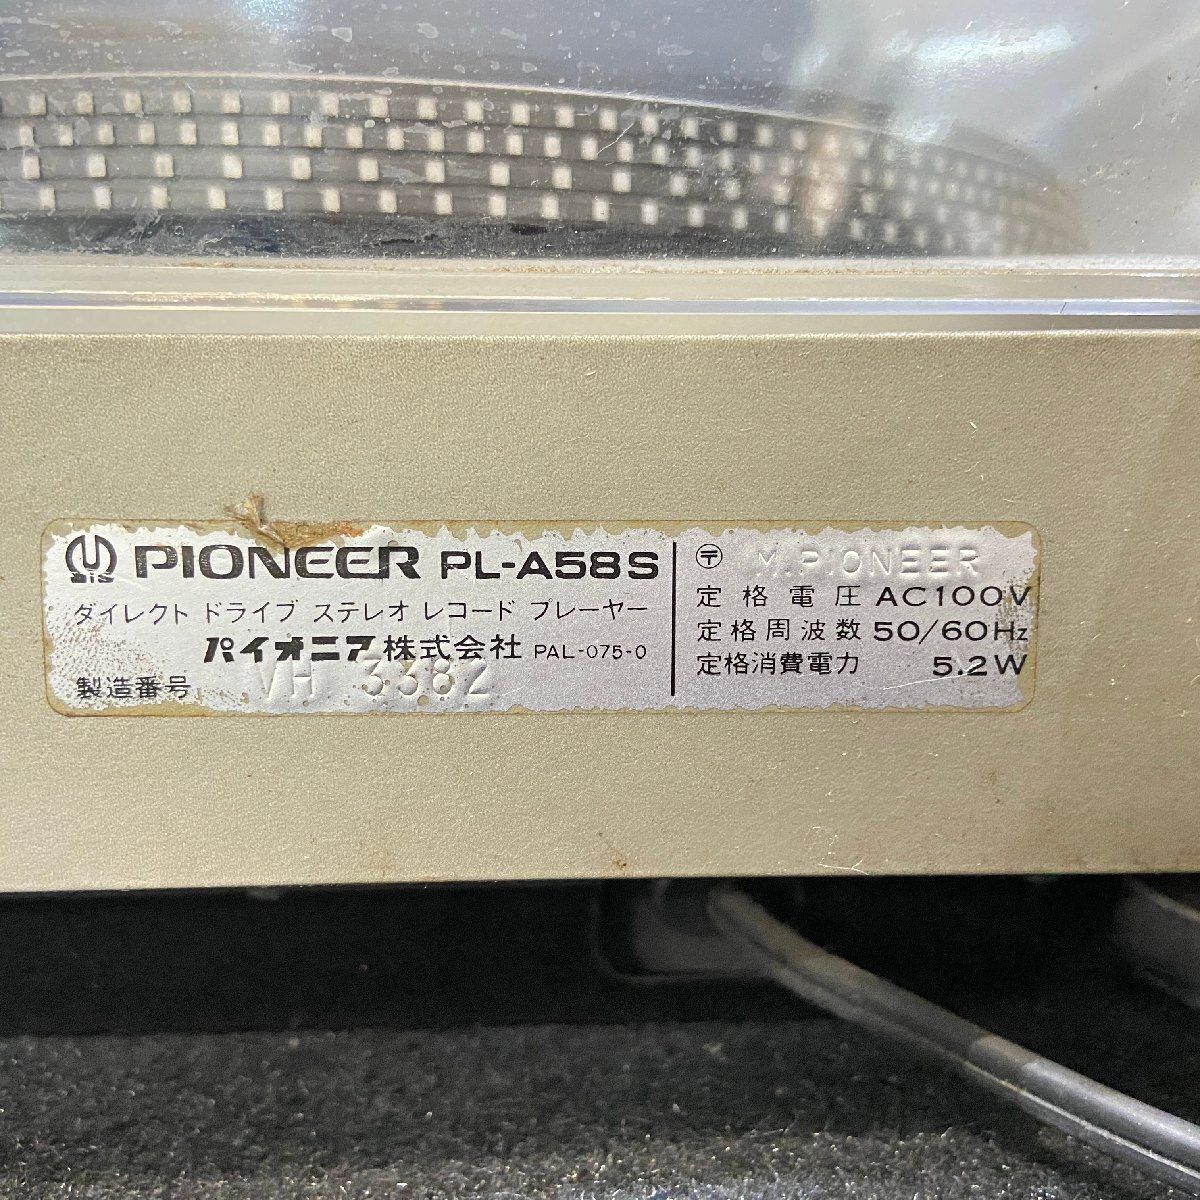 PIONEER PL-A58S
ダイレクト ドライブ ステレオ レコード プレーヤー
パイオニア株式会社 PAL-075-0
製造番号 VH 3382
〒 M.PIONEER
定格電圧 AC100V
定格周波数 50/60Hz
定格消費電力 5.2W